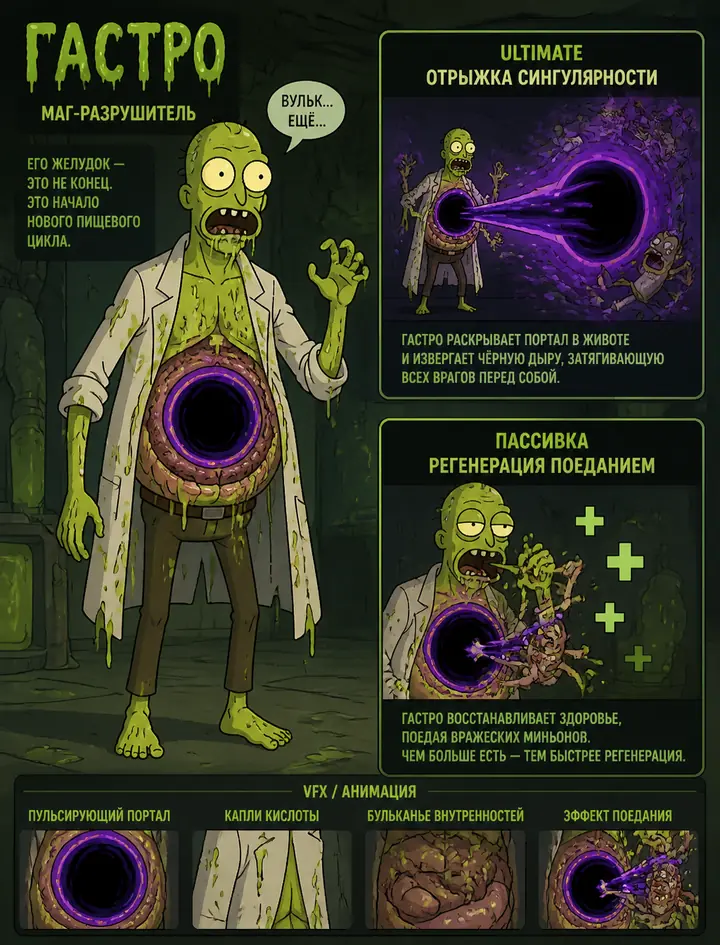 ГАСТРО
МАГ-РАЗРУШИТЕЛЬ
ЕГО ЖЕЛУДОК —
ЭТО НЕ КОНЕЦ.
ЭТО НАЧАЛО
НОВОГО ПИЩЕВОГО
ЦИКЛА.
ВУЛЬК...
ЕЩЁ...
ULTIMATE
ОТРЫЖКА СИНГУЛЯРНОСТИ
ГАСТРО РАСКРЫВАЕТ ПОРТАЛ В ЖИВОТЕ
И ИЗВЕРГАЕТ ЧЁРНУЮ ДЫРУ, ЗАТЯГИВАЮЩУЮ
ВСЕХ ВРАГОВ ПЕРЕД СОБОЙ.
ПАССИВКА
РЕГЕНЕРАЦИЯ ПОЕДАНИЕМ
ГАСТРО ВОССТАНАВЛИВАЕТ ЗДОРОВЬЕ,
ПОЕДАЯ ВРАЖЕСКИХ МИНЬОНОВ.
ЧЕМ БОЛЬШЕ ЕСТЬ — ТЕМ БЫСТРЕЕ РЕГЕНЕРАЦИЯ.
VFX / АНИМАЦИЯ
ПУЛЬСИРУЮЩИЙ ПОРТАЛ
КАПЛИ КИСЛОТЫ
БУЛЬКАНЬЕ ВНУТРЕННОСТЕЙ
ЭФФЕКТ ПОЕДАНИЯ